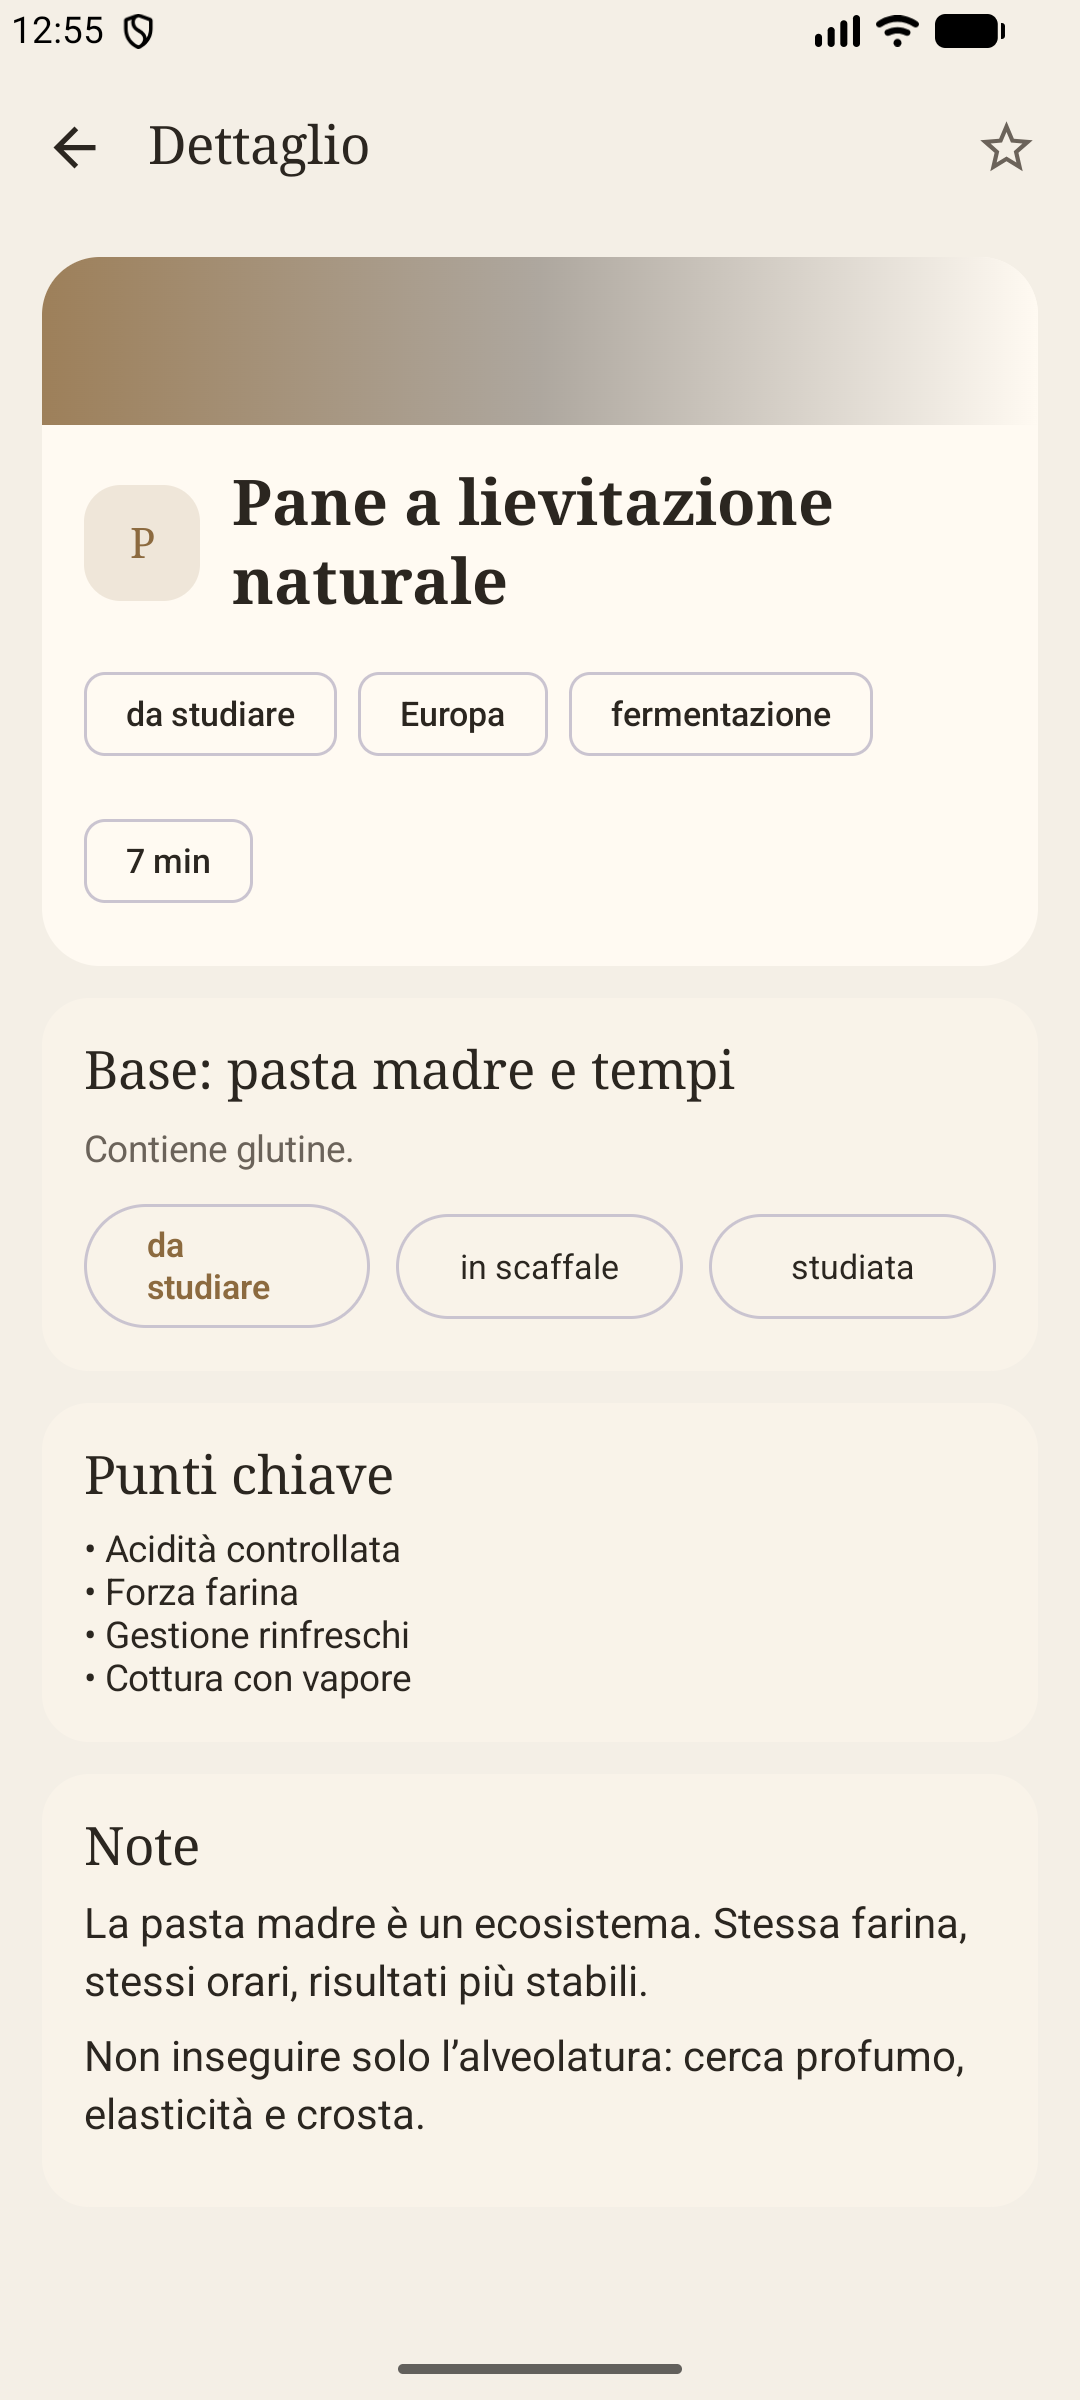 12:55
Dettaglio
P
Pane a lievitazione
naturale
da studiare
Europa
fermentazione
7 min
Base: pasta madre e tempi
Contiene glutine.
da
studiare
in scaffale
studiata
Punti chiave
• Acidità controllata
• Forza farina
• Gestione rinfreschi
• Cottura con vapore
Note
La pasta madre è un ecosistema. Stessa farina,
stessi orari, risultati più stabili.
Non inseguire solo l’alveolatura: cerca profumo,
elasticità e crosta.